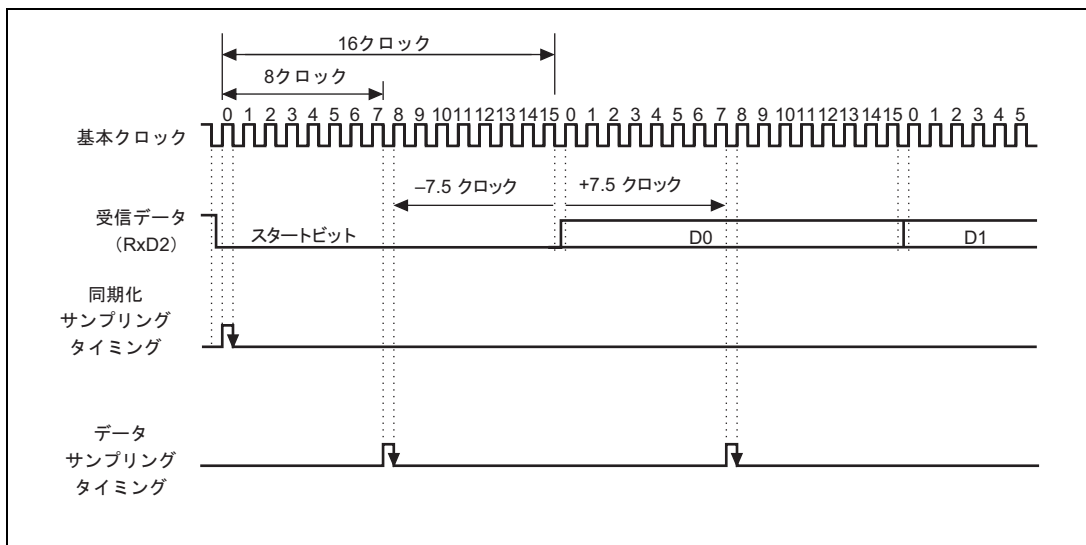 16クロック
8クロック
0 1 2 3 4 5 6 7 8 9 10 11 12 13 14 15 0 1 2 3 4 5 6 7 8 9 10 11 12 13 14 15 0 1 2 3 4 5
基本クロック
–7.5 クロック
+7.5 クロック
受信データ
（RxD2）
スタートビット
D0
D1
同期化
サンプリング
タイミング
データ
サンプリング
タイミング